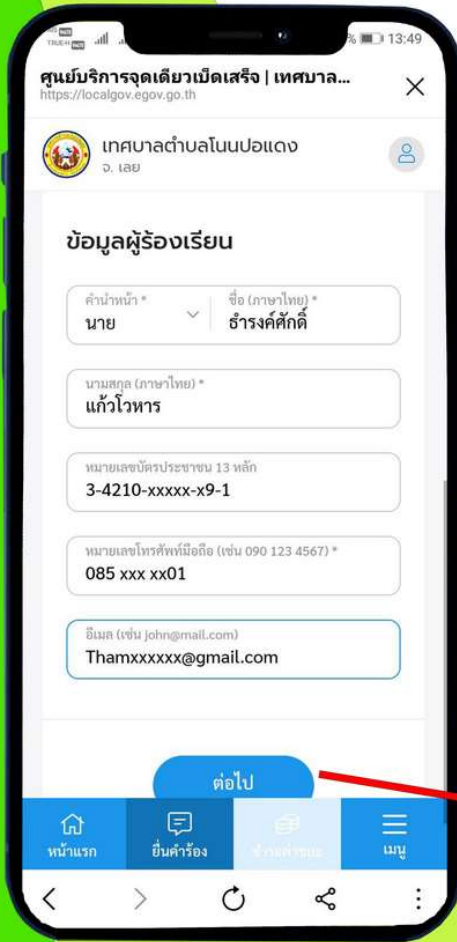 13:49
ศูนย์บริการจุดเดียวเบ็ดเสร็จ | เทศบาล...
https://localgov.egov.go.th
เทศบาลตำบลโนนปอแดง
จ. เลย
ข้อมูลผู้ร้องเรียน
คำนำหน้า * ชื่อ (ภาษาไทย) *
นาย ธำรงค์ศักดิ์
นามสกุล (ภาษาไทย) *
แก้วโวหาร
หมายเลขบัตรประชาชน 13 หลัก
3-4210-xxxxx-x9-1
หมายเลขโทรศัพท์มือถือ (เช่น 090 123 4567) *
085 xxx xx01
อีเมล (เช่น john@mail.com)
Thamxxxxxx@gmail.com
ต่อไป
หน้าแรก ยื่นคำร้อง ชำระค่าขยะ เมนู